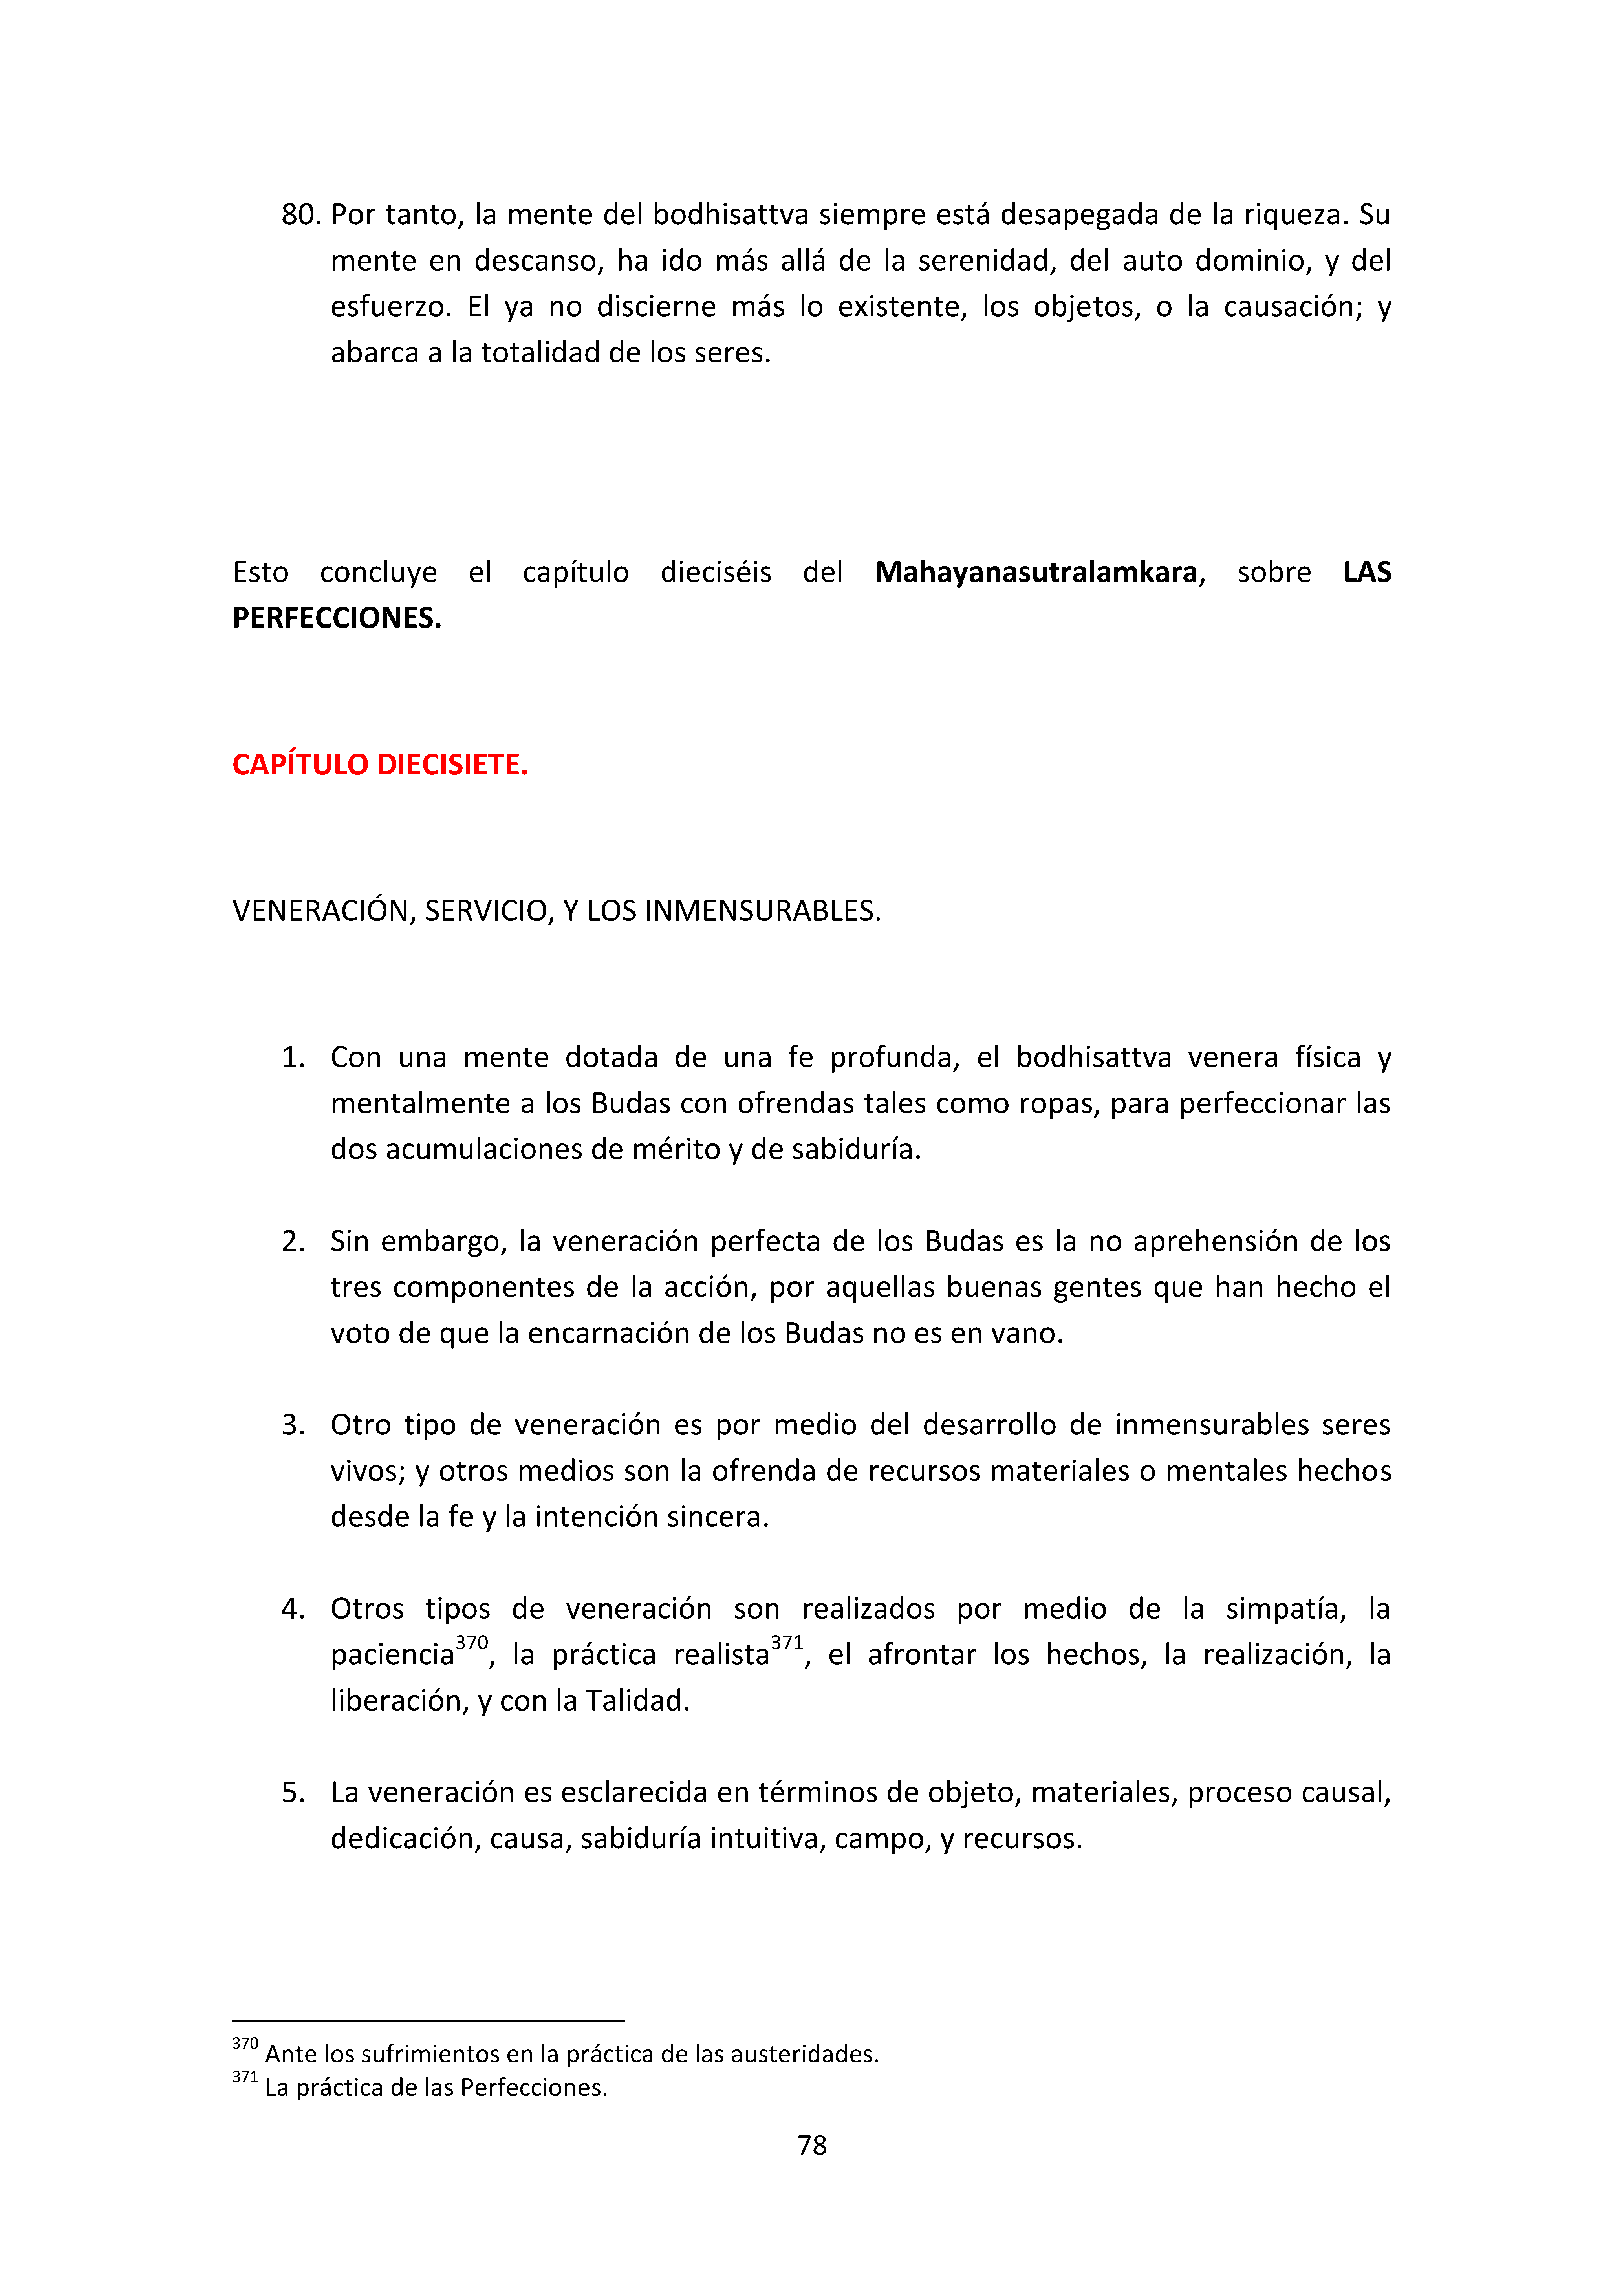 80. Por tanto, la mente del bodhisattva siempre está desapegada de la riqueza. Su
mente en descanso, ha ido más allá de la serenidad, del auto dominio, y del
esfuerzo. El ya no discierne más lo existente, los objetos, o la causación; y
abarca a la totalidad de los seres.
Esto concluye el capítulo dieciséis del Mahayanasutralamkara, sobre LAS
PERFECCIONES.
CAPÍTULO DIECISIETE.
VENERACIÓN, SERVICIO, Y LOS INMENSURABLES.
1. Con una mente dotada de una fe profunda, el bodhisattva venera física y
mentalmente a los Budas con ofrendas tales como ropas, para perfeccionar las
dos acumulaciones de mérito y de sabiduría.
2. Sin embargo, la veneración perfecta de los Budas es la no aprehensión de los
tres componentes de la acción, por aquellas buenas gentes que han hecho el
voto de que la encarnación de los Budas no es en vano.
3. Otro tipo de veneración es por medio del desarrollo de inmensurables seres
vivos; y otros medios son la ofrenda de recursos materiales o mentales hechos
desde la fe y la intención sincera.
4. Otros tipos de veneración son realizados por medio de la simpatía, la
paciencia370, la práctica realista371, el afrontar los hechos, la realización, la
liberación, y con la Talidad.
5. La veneración es esclarecida en términos de objeto, materiales, proceso causal,
dedicación, causa, sabiduría intuitiva, campo, y recursos.
370 Ante los sufrimientos en la práctica de las austeridades.
371 La práctica de las Perfecciones.
78